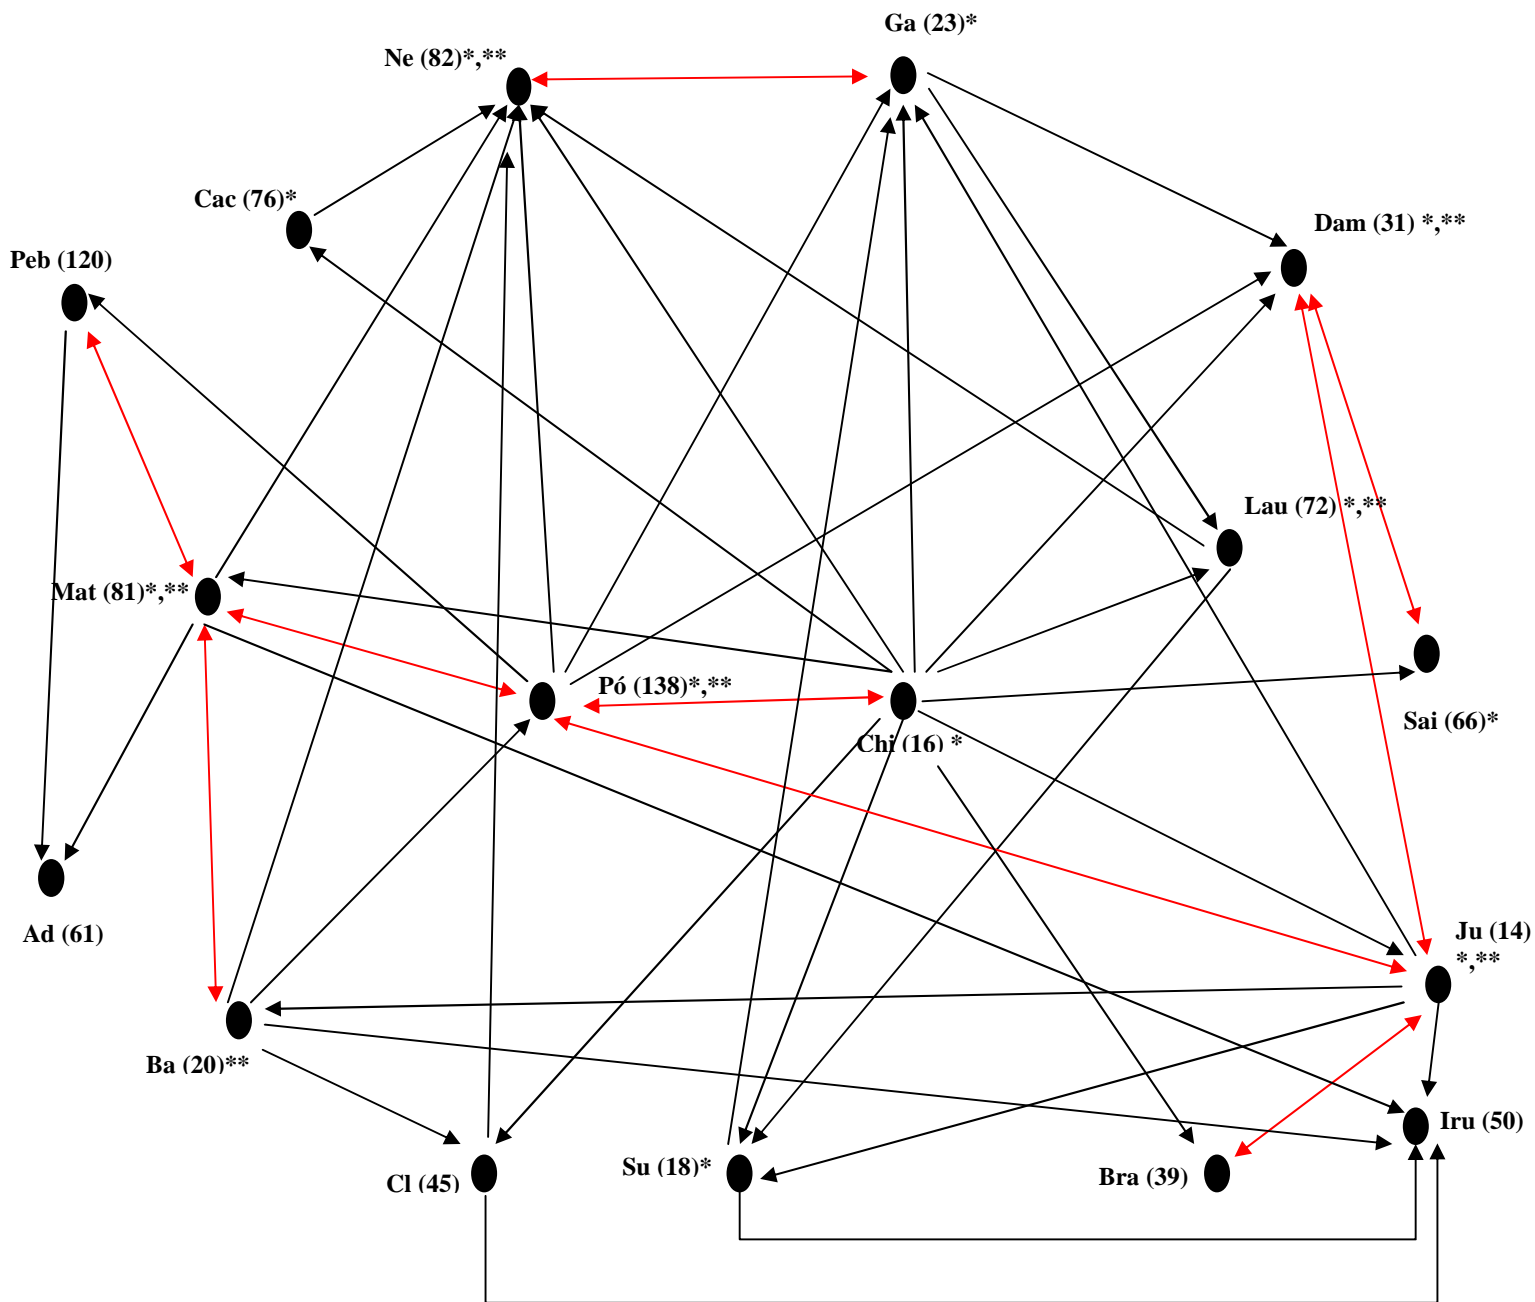 Ga (23)*
Ne (82)*,**
Cac (76)*
Dam (31) *,**
Peb (120)
Lau (72) *,**
Mat (81)*,**
Pó (138)*,**
Sai (66)*
Chi (16) *
Ad (61)
Ju (14)
*,**
Ba (20)**
Iru (50)
Su (18)*
Bra (39)
Cl (45)